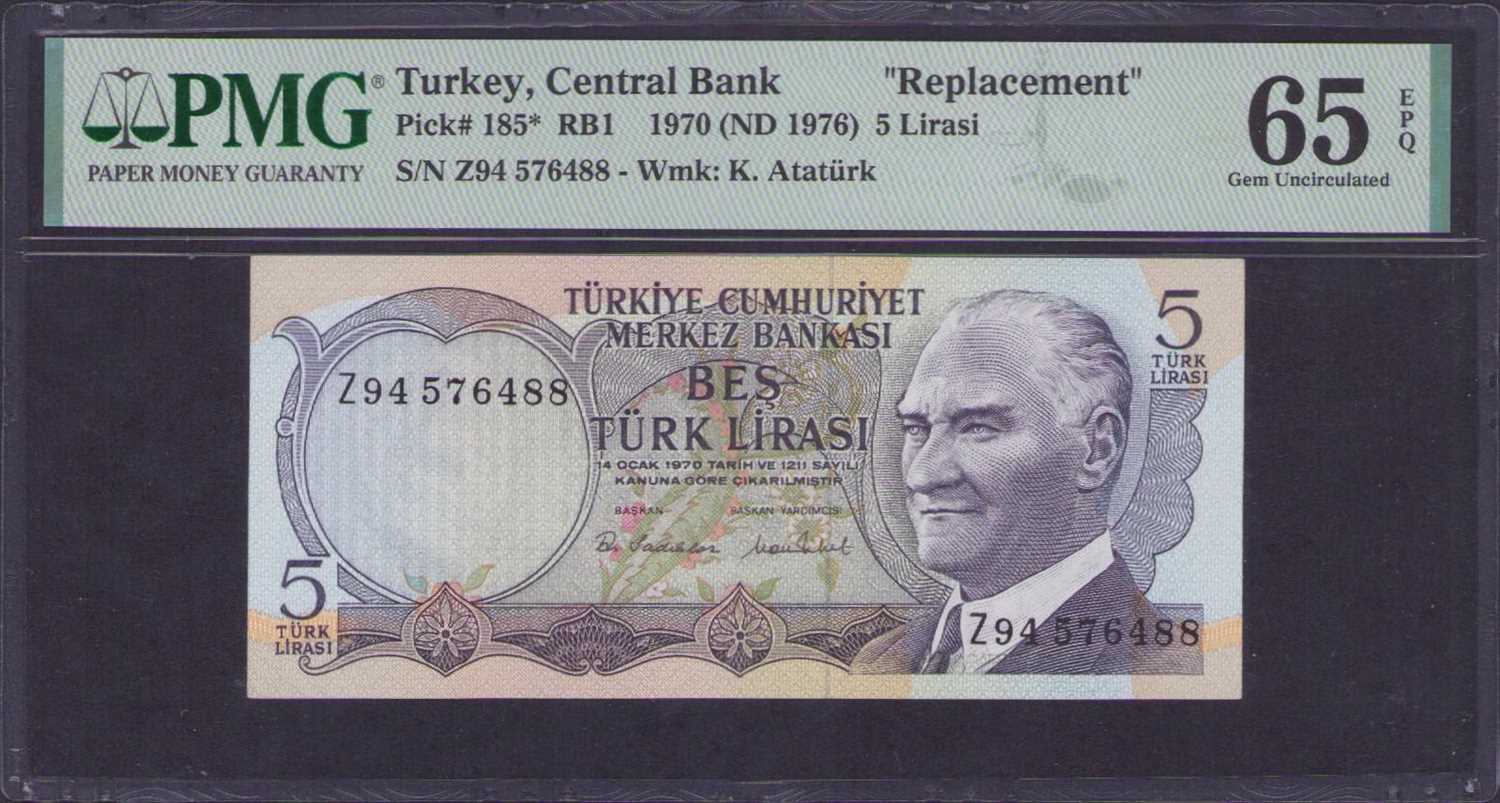 PMG®
PAPER MONEY GUARANTY
Turkey, Central Bank "Replacement"
Pick# 185* RB1 1970 (ND 1976) 5 Lirasi
S/N Z94 576488 - Wmk: K. Atatürk
65
EPQ
Gem Uncirculated
TÜRKİYE CUMHURİYET
MERKEZ BANKASI
5
TÜRK
LİRASI
Z94 576488
BEŞ
TÜRK LİRASI
14 OCAK 1970 TARİH VE 1211 SAYILI
KANUNA GÖRE ÇIKARILMIŞTIR
BAŞKAN BAŞKAN YARDIMCISI
5
TÜRK
LİRASI
Z94 576488